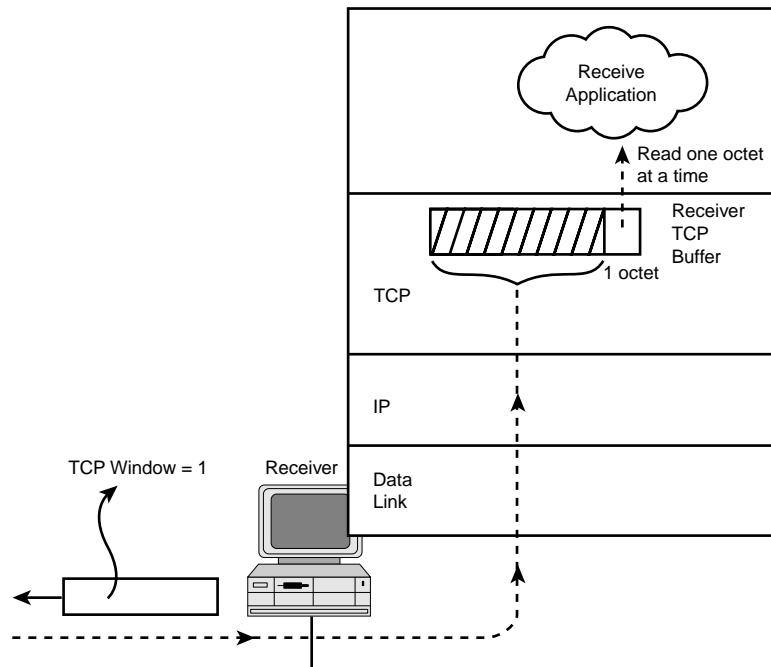 Receive
Application
Read one octet
at a time
Receiver
TCP
Buffer
1 octet
TCP
IP
TCP Window = 1
Receiver
Data
Link